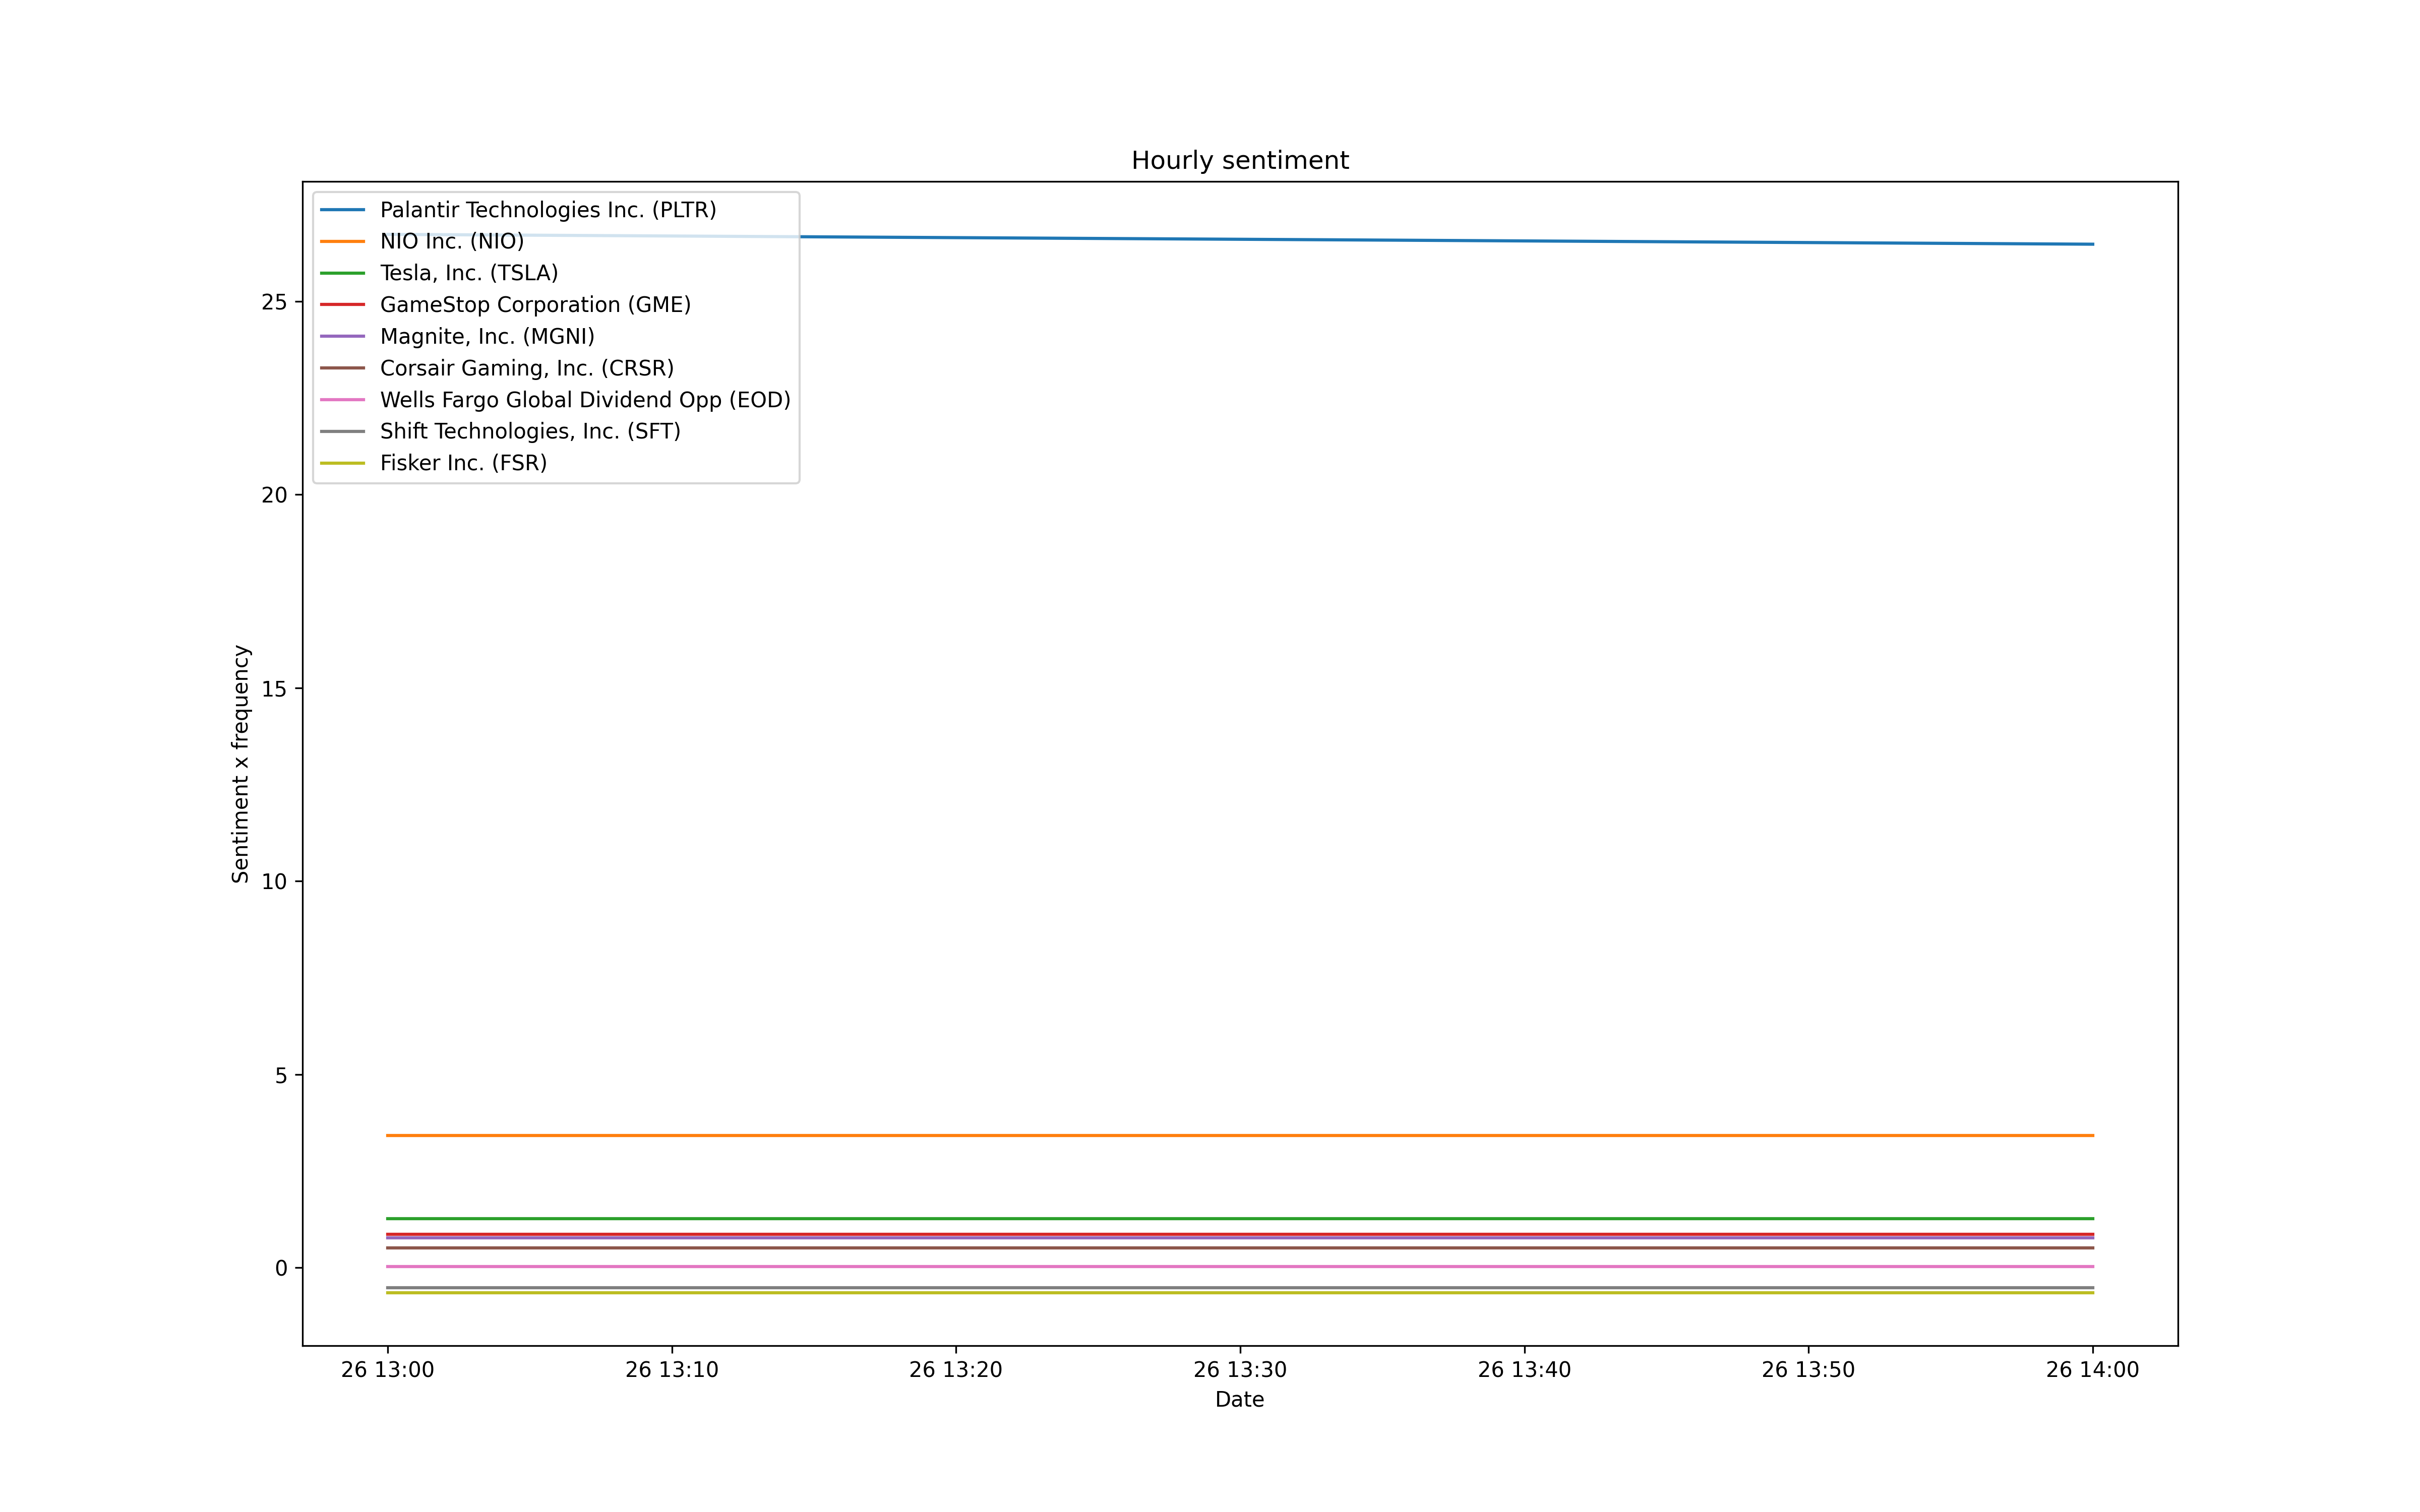 Hourly sentiment
Palantir Technologies Inc. (PLTR)
NIO Inc. (NIO)
Tesla, Inc. (TSLA)
GameStop Corporation (GME)
Magnite, Inc. (MGNI)
Corsair Gaming, Inc. (CRSR)
Wells Fargo Global Dividend Opp (EOD)
Shift Technologies, Inc. (SFT)
Fisker Inc. (FSR)
Sentiment x frequency
25
20
15
10
5
0
26 13:00 26 13:10 26 13:20 26 13:30 26 13:40 26 13:50 26 14:00
Date